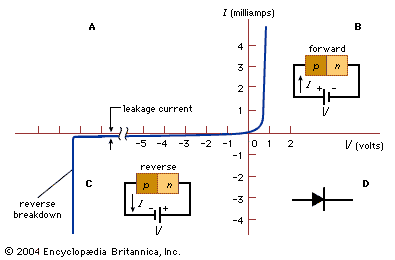 A
I (milliamps)
B
4
3
2
1
forward
p n
I + -
V
leakage current
-5 -4 -3 -2 -1 0 1 2
V (volts)
-1
-2
-3
-4
C
reverse
p n
I - +
V
D
reverse
breakdown
© 2004 Encyclopædia Britannica, Inc.